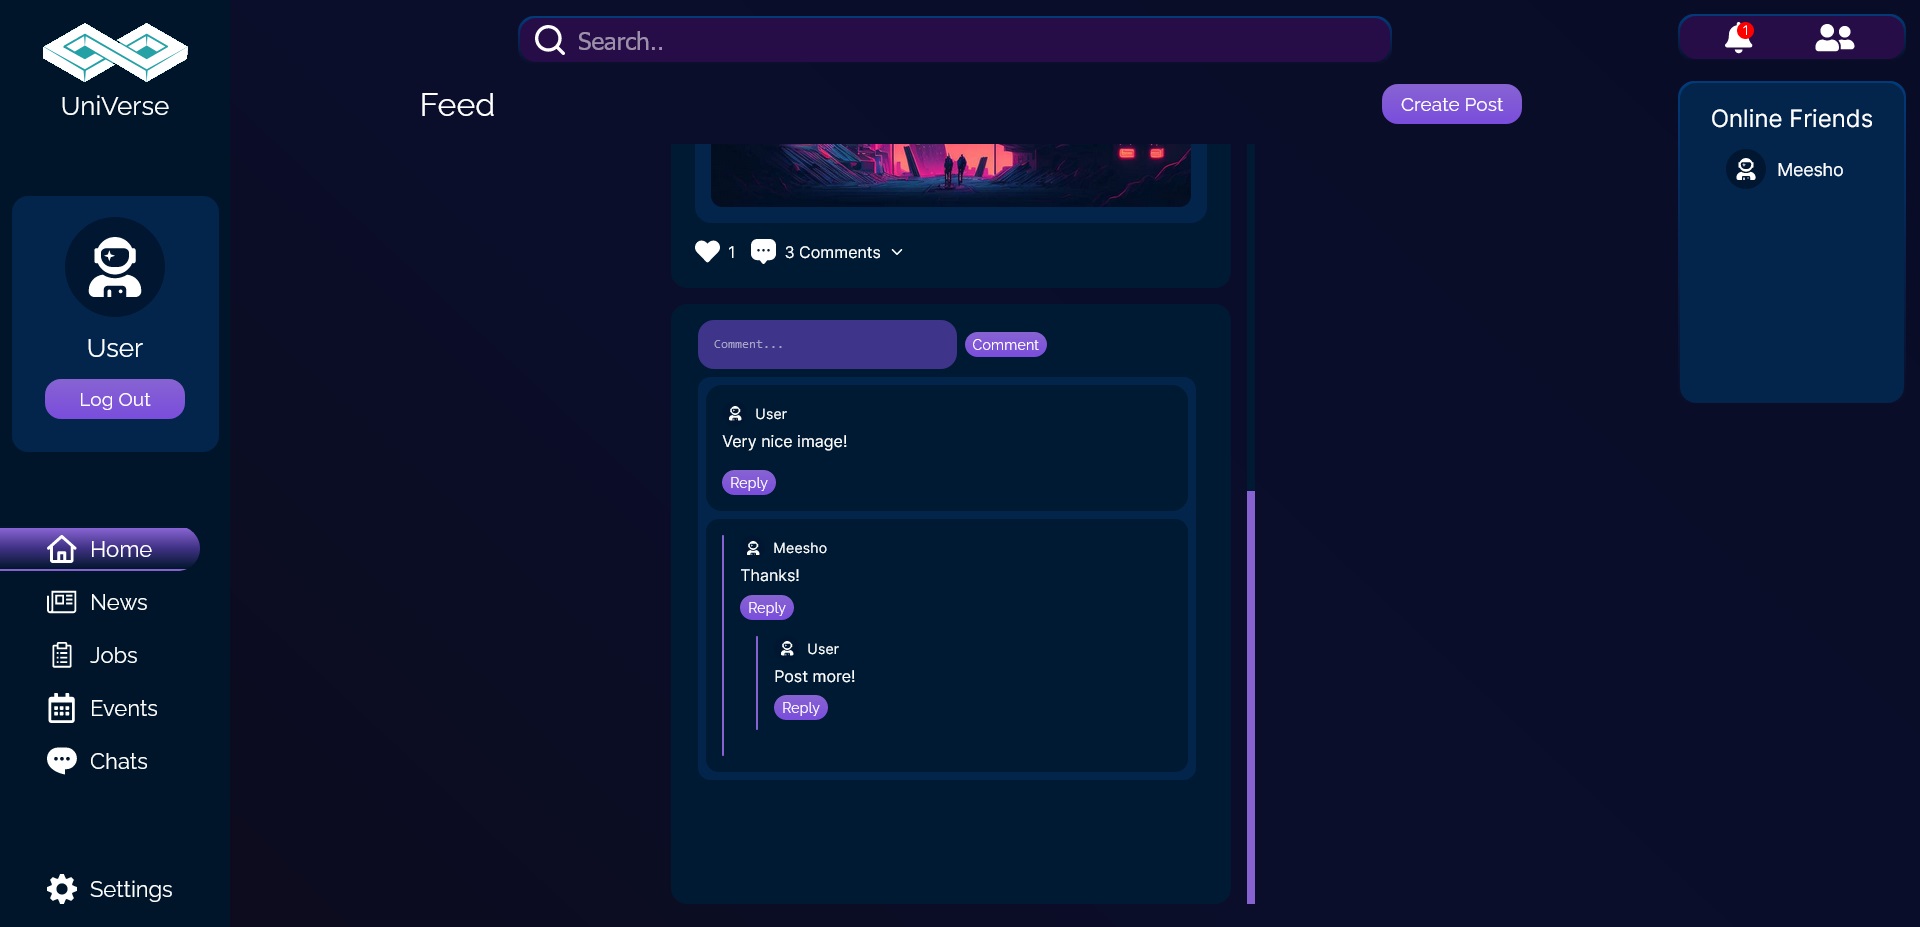 UniVerse
Search..
1
Feed
Create Post
Online Friends
Meesho
User
Log Out
Home
News
Jobs
Events
Chats
Settings
1
3 Comments
Comment...
Comment
User
Very nice image!
Reply
Meesho
Thanks!
Reply
User
Post more!
Reply